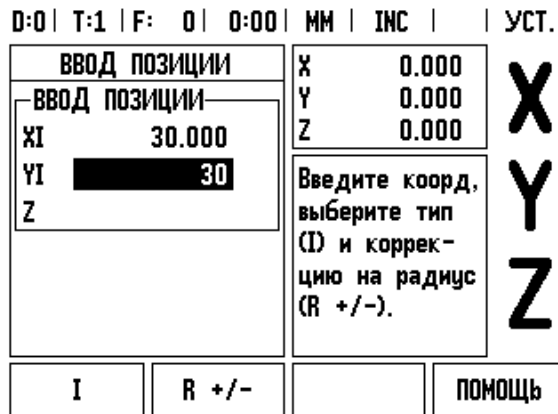 D:0| T:1 |F: 0| 0:00| MM | INC | | УСТ.
ВВОД ПОЗИЦИИ
ВВОД ПОЗИЦИИ
XI 30.000
YI 30
Z
X 0.000
Y 0.000
Z 0.000
Введите коорд,
выберите тип
(I) и коррек-
цию на радиус
(R +/-).
X
Y
Z
I
R +/-
ПОМОЩЬ